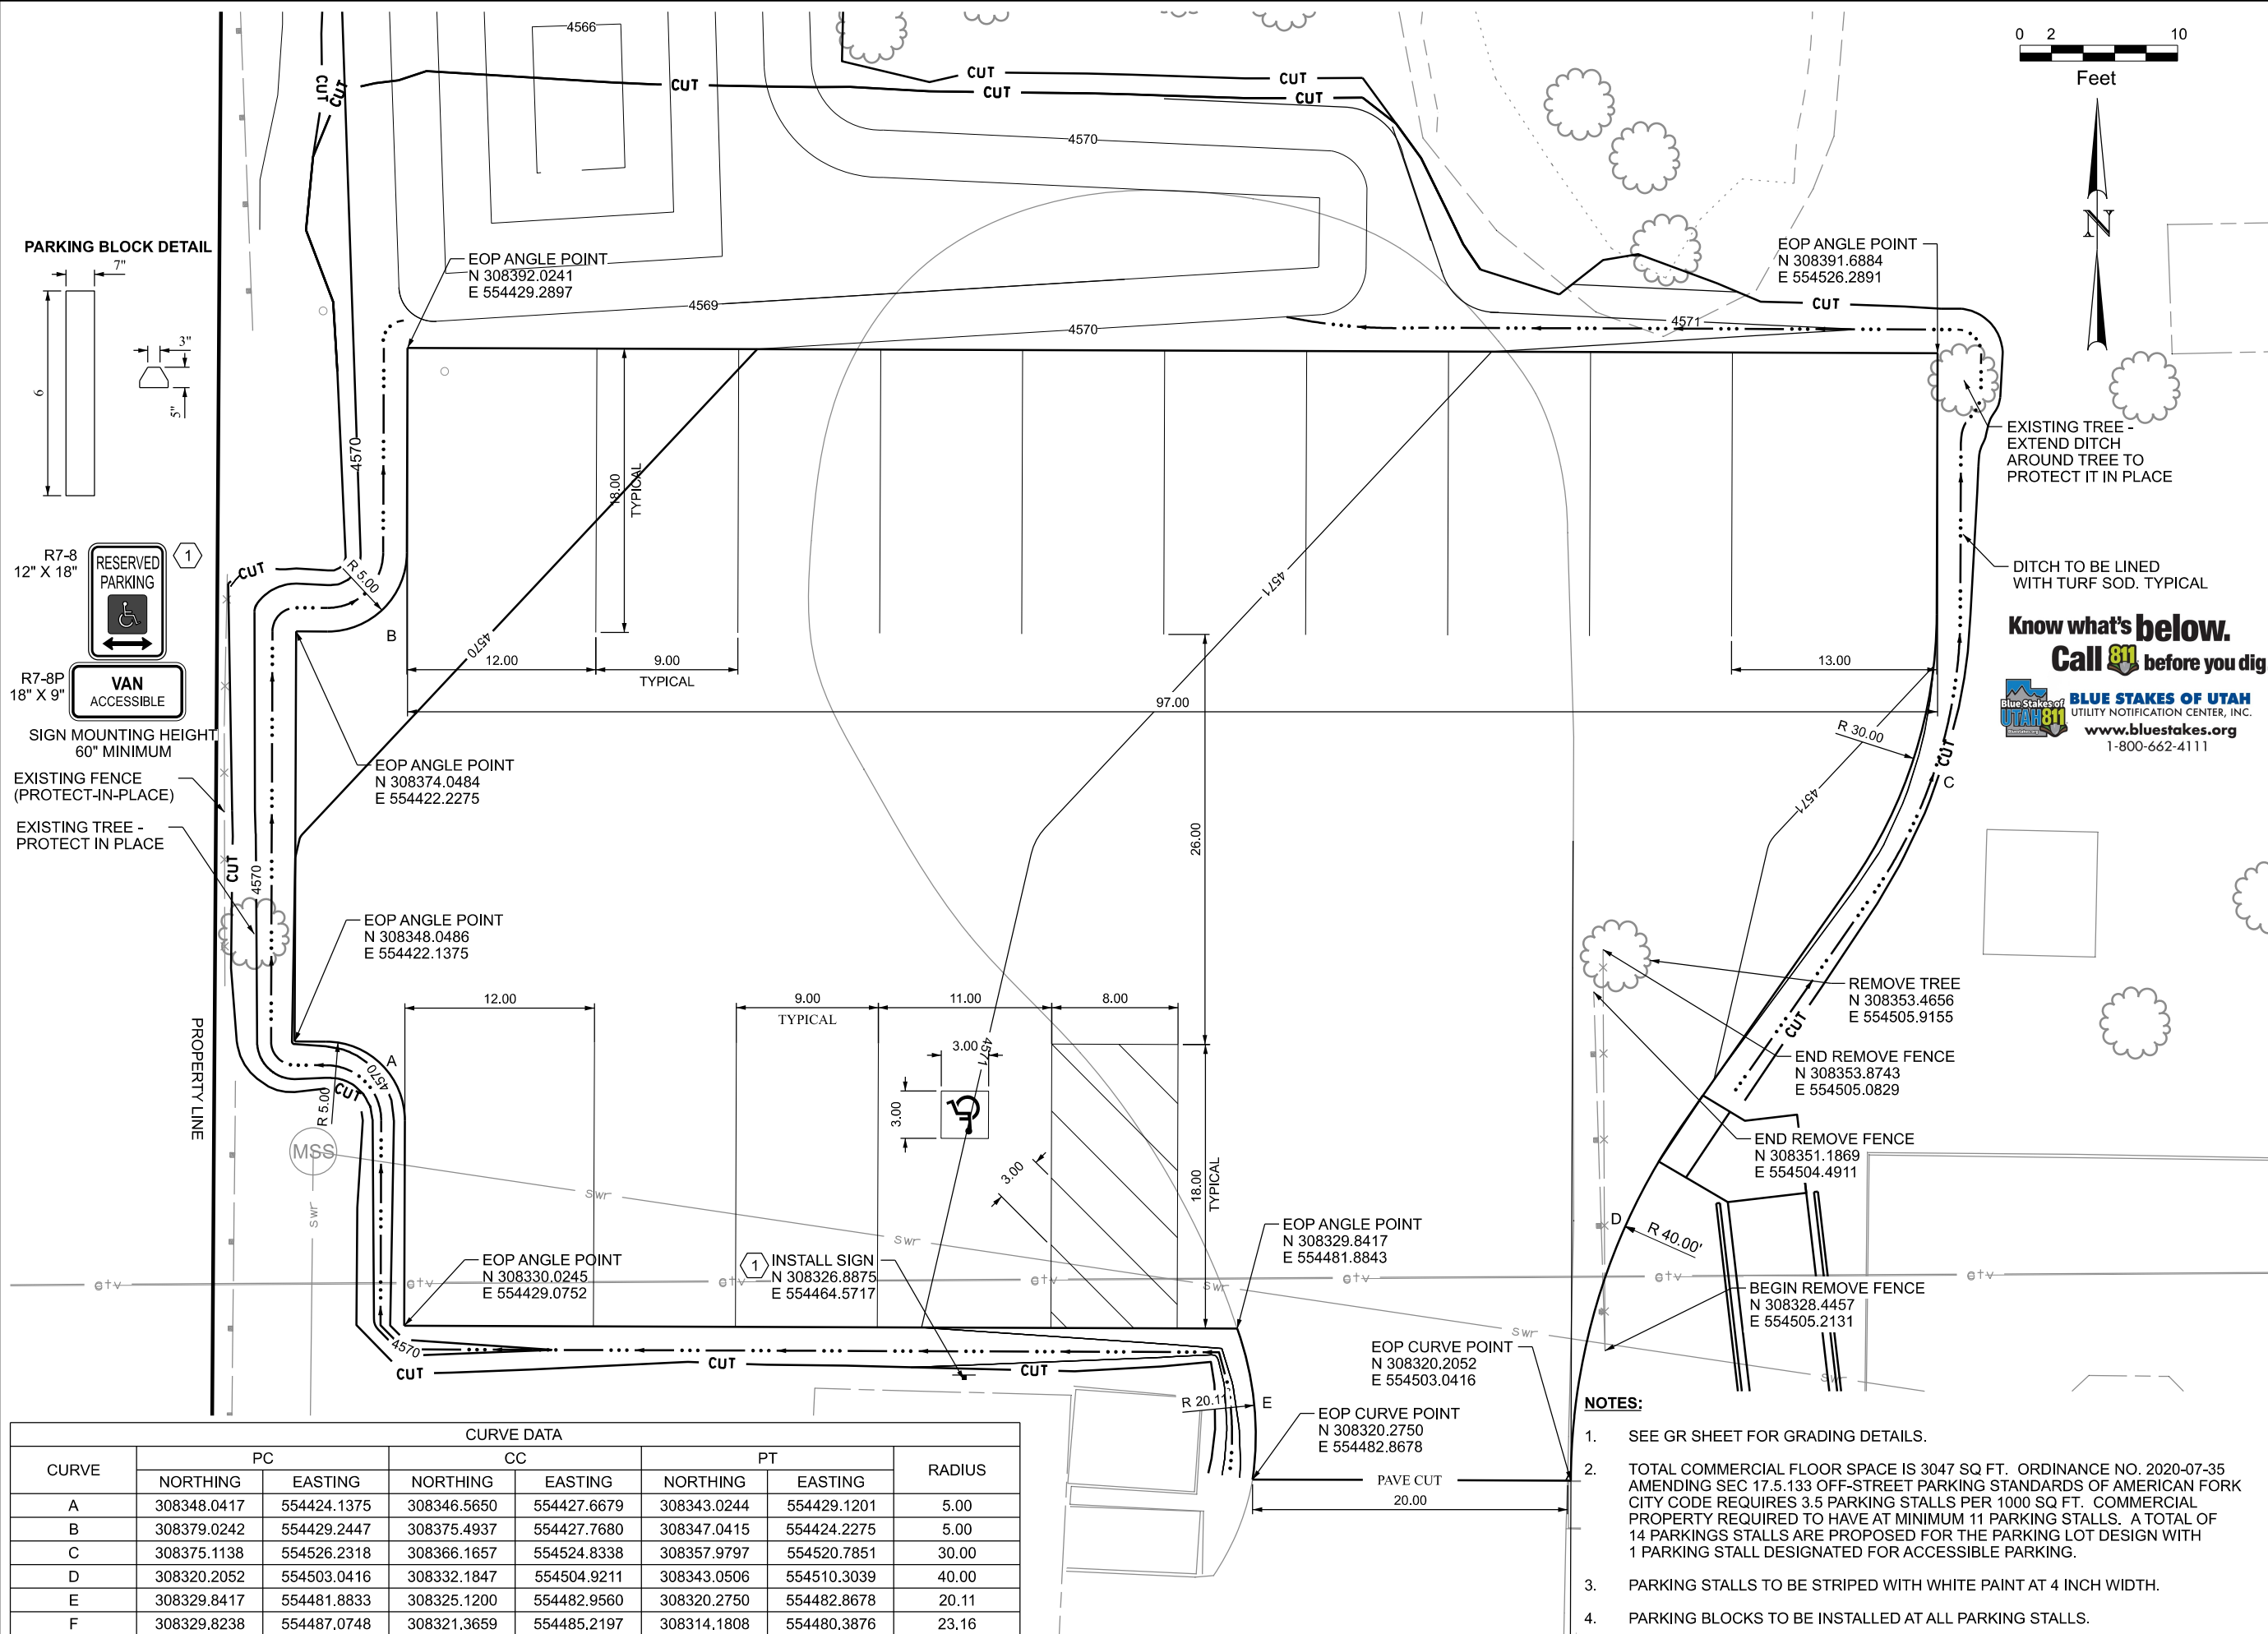 4566
0 2 10
Feet
N
CUT
CUT
CUT
CUT
CUT
CUT
CUT
4570
PARKING BLOCK DETAIL
7"
3"
6
5"
EOP ANGLE POINT
N 308392.0241
E 554429.2897
4569
4570
EOP ANGLE POINT
N 308391.6884
E 554526.2891
CUT
4571
EXISTING TREE -
EXTEND DITCH
AROUND TREE TO
PROTECT IT IN PLACE
4570
18.00
TYPICAL
R7-8
12" X 18"
RESERVED
PARKING
1
CUT
R 5.00
B
DITCH TO BE LINED
WITH TURF SOD. TYPICAL
4571
4570
12.00
9.00
TYPICAL
13.00
97.00
Know what's below.
Call 811 before you dig
Blue Stakes of
UTAH811
BLUE STAKES OF UTAH
UTILITY NOTIFICATION CENTER, INC.
www.bluestakes.org
1-800-662-4111
R7-8P
18" X 9"
VAN
ACCESSIBLE
SIGN MOUNTING HEIGHT
60" MINIMUM
EXISTING FENCE
(PROTECT-IN-PLACE)
EXISTING TREE -
PROTECT IN PLACE
EOP ANGLE POINT
N 308374.0484
E 554422.2275
R 30.00
CUT
C
4571
26.00
CUT
4570
EOP ANGLE POINT
N 308348.0486
E 554422.1375
PROPERTY LINE
12.00
9.00
TYPICAL
11.00
8.00
REMOVE TREE
N 308353.4656
E 554505.9155
CUT
END REMOVE FENCE
N 308353.8743
E 554505.0829
END REMOVE FENCE
N 308351.1869
E 554504.4911
A
4570
CUT
R 5.00
MSS
3.00
4571
3.00
3.00
18.00
TYPICAL
swr
swr
swr
swr
swr
swr
D
R 40.00'
EOP ANGLE POINT
N 308329.8417
E 554481.8843
EOP ANGLE POINT
N 308330.0245
E 554429.0752
1
INSTALL SIGN
N 308326.8875
E 554464.5717
ctv
ctv
ctv
ctv
ctv
ctv
ctv
BEGIN REMOVE FENCE
N 308328.4457
E 554505.2131
4570
CUT
CUT
CUT
EOP CURVE POINT
N 308320.2052
E 554503.0416
R 20.11'
E
EOP CURVE POINT
N 308320.2750
E 554482.8678
PAVE CUT
20.00
CURVE DATA
CURVE PC CC PT RADIUS
NORTHING EASTING NORTHING EASTING NORTHING EASTING
A 308348.0417 554424.1375 308346.5650 554427.6679 308343.0244 554429.1201 5.00
B 308379.0242 554429.2447 308375.4937 554427.7680 308347.0415 554424.2275 5.00
C 308375.1138 554526.2318 308366.1657 554524.8338 308357.9797 554520.7851 30.00
D 308320.2052 554503.0416 308332.1847 554504.9211 308343.0506 554510.3039 40.00
E 308329.8417 554481.8833 308325.1200 554482.9560 308320.2750 554482.8678 20.11
F 308329.8238 554487.0748 308321.3659 554485.2197 308314.1808 554480.3876 23.16
NOTES:
1. SEE GR SHEET FOR GRADING DETAILS.
2. TOTAL COMMERCIAL FLOOR SPACE IS 3047 SQ FT. ORDINANCE NO. 2020-07-35
AMENDING SEC 17.5.133 OFF-STREET PARKING STANDARDS OF AMERICAN FORK
CITY CODE REQUIRES 3.5 PARKING STALLS PER 1000 SQ FT. COMMERCIAL
PROPERTY REQUIRED TO HAVE AT MINIMUM 11 PARKING STALLS. A TOTAL OF
14 PARKINGS STALLS ARE PROPOSED FOR THE PARKING LOT DESIGN WITH
1 PARKING STALL DESIGNATED FOR ACCESSIBLE PARKING.
3. PARKING STALLS TO BE STRIPED WITH WHITE PAINT AT 4 INCH WIDTH.
4. PARKING BLOCKS TO BE INSTALLED AT ALL PARKING STALLS.